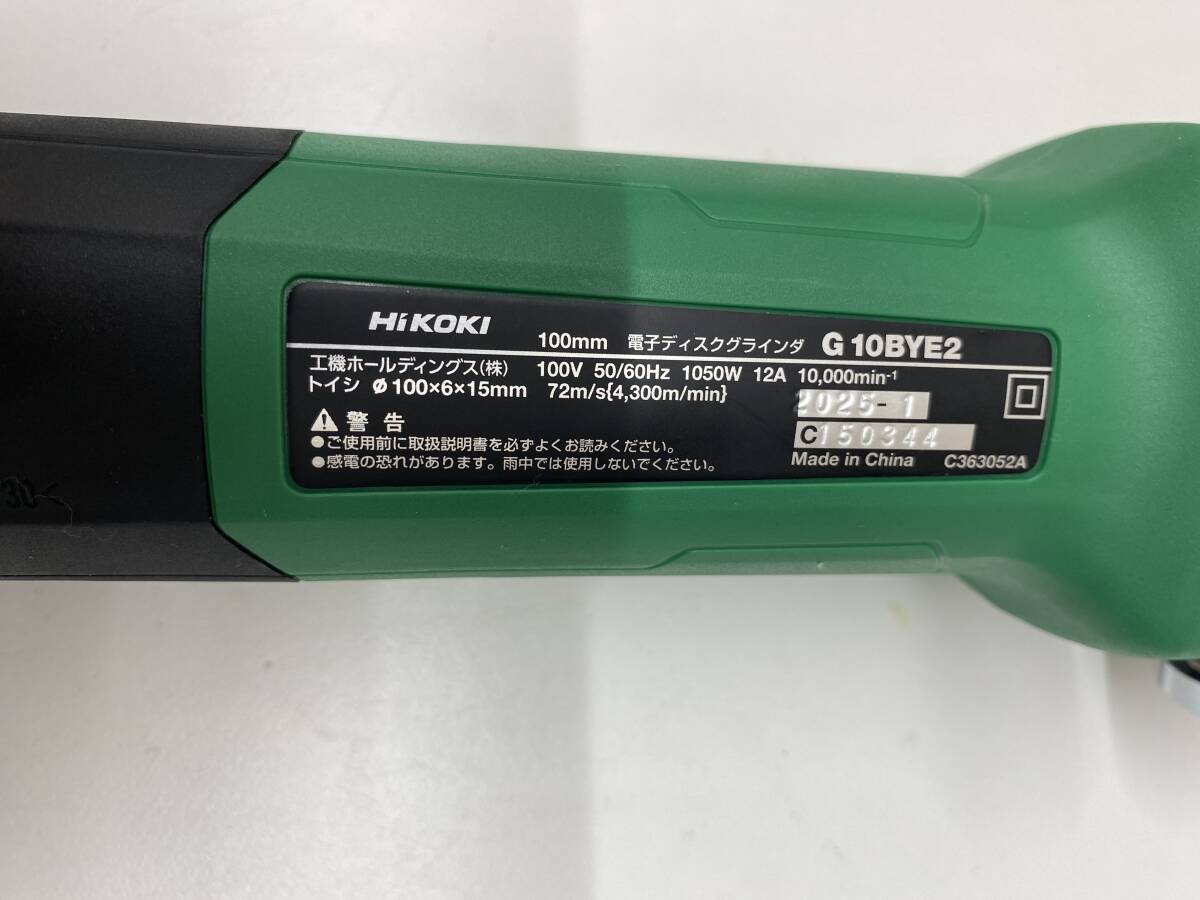 HiKOKI
100mm 電子ディスクグラインダ G 10BYE2
工機ホールディングス(株) 100V 50/60Hz 1050W 12A 10,000min-1
トイシ φ100×6×15mm 72m/s{4,300m/min}
2025-1
警告
C150344
●ご使用前に取扱説明書を必ずよくお読みください。
●感電の恐れがあります。雨中では使用しないでください。
Made in China C363052A
30<